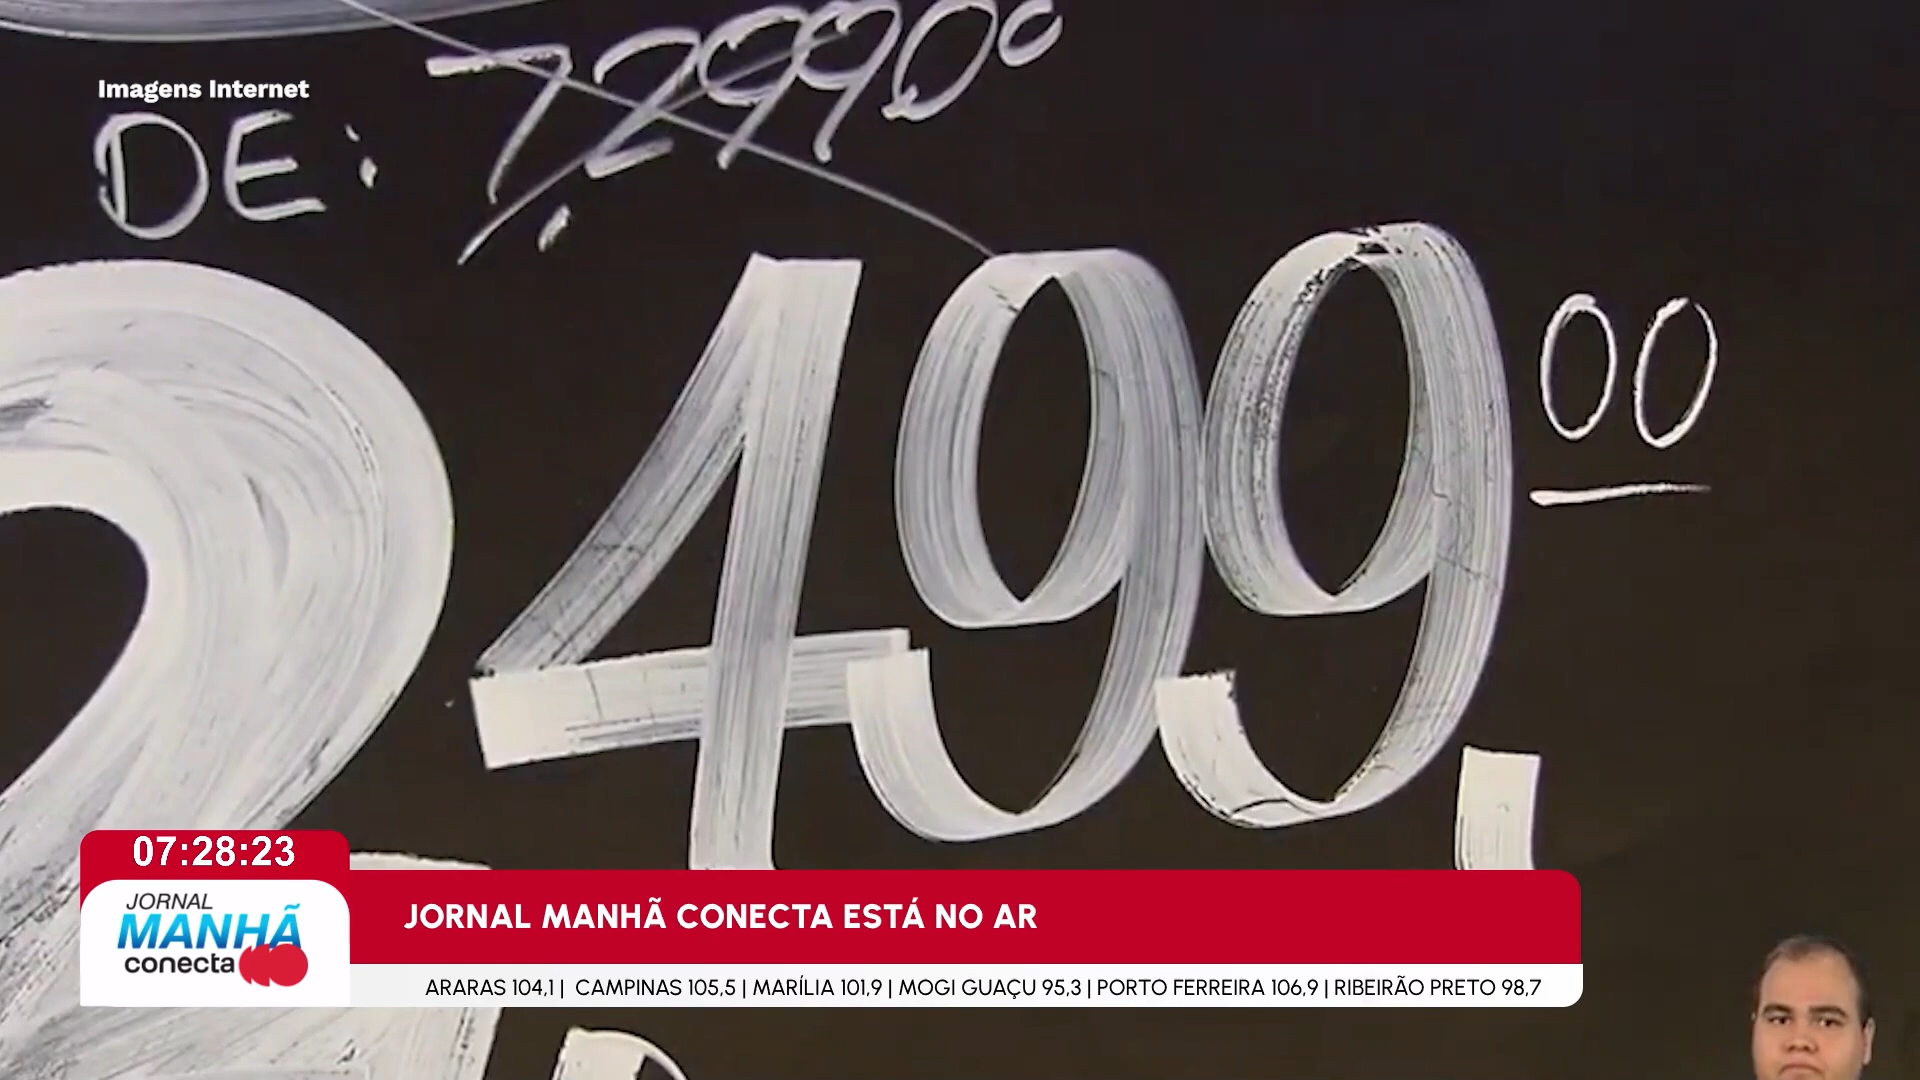 Imagens Internet
DE: 7.299,00
2.499,00
07:28:23
JORNAL
MANHÃ
conecta
JORNAL MANHÃ CONECTA ESTÁ NO AR
ARARAS 104,1 | CAMPINAS 105,5 | MARÍLIA 101,9 | MOGI GUAÇU 95,3 | PORTO FERREIRA 106,9 | RIBEIRÃO PRETO 98,7